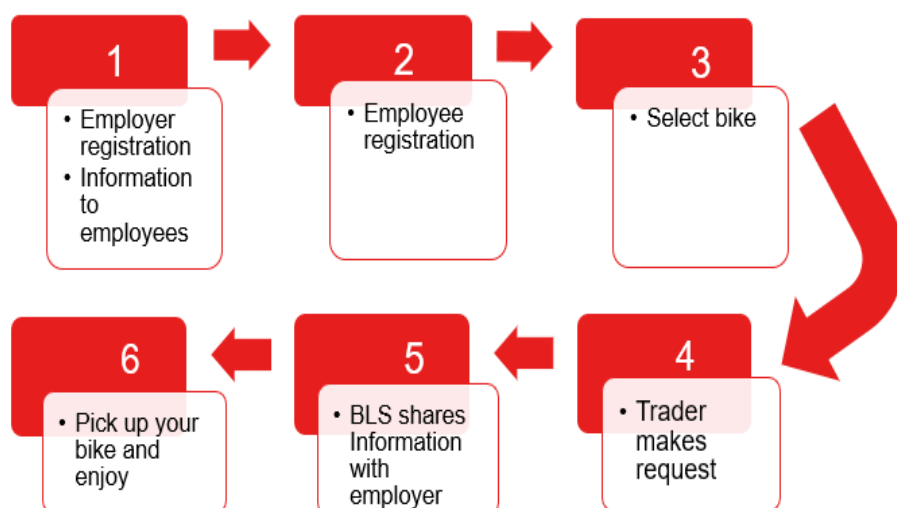 1
• Employer
registration
• Information
to
employees
2
• Employee
registration
3
• Select bike
4
• Trader
makes
request
5
• BLS shares
Information
with
employer
6
• Pick up your
bike and
enjoy